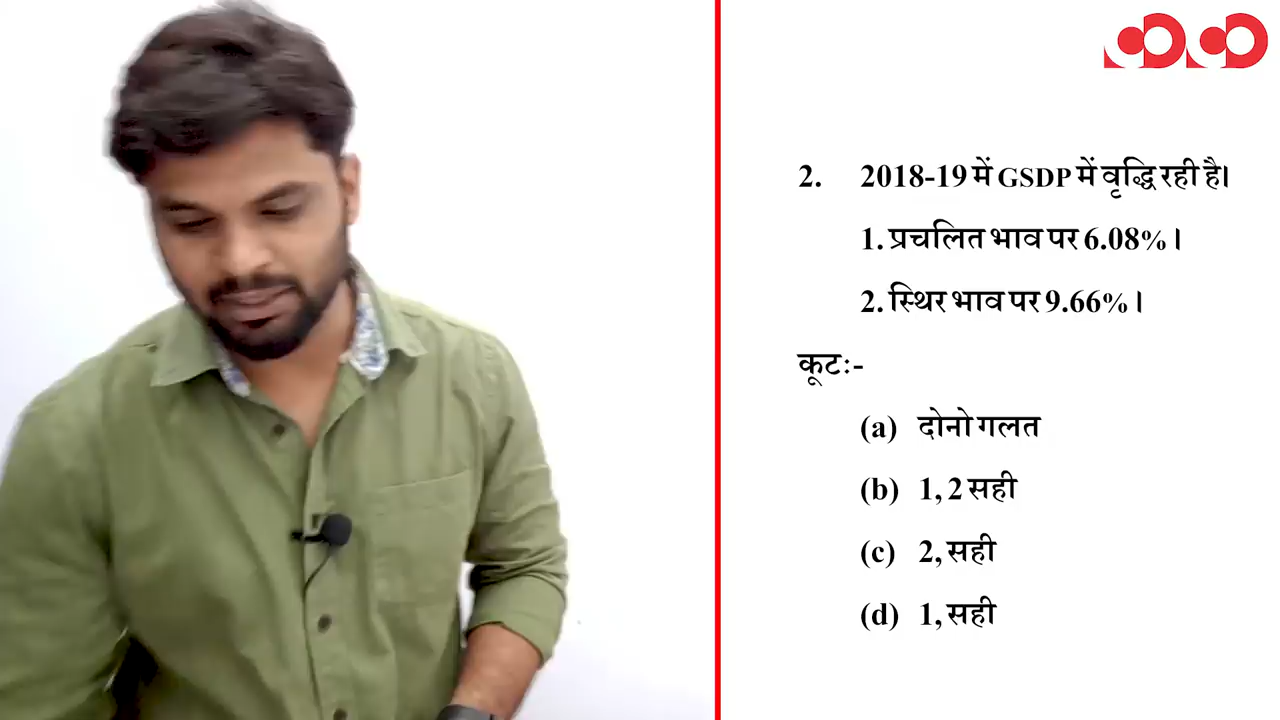 2. 2018-19 में GSDP में वृद्धि रही है।
1. प्रचलित भाव पर 6.08%।
2. स्थिर भाव पर 9.66%।
कूटः-
(a) दोनो गलत
(b) 1, 2 सही
(c) 2, सही
(d) 1, सही